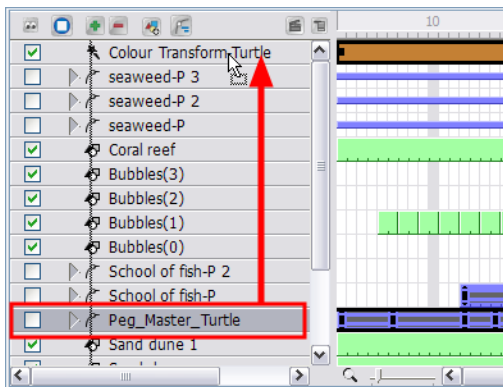 10
Colour Transform-Turtle
seaweed-P 3
seaweed-P 2
seaweed-P
Coral reef
Bubbles(3)
Bubbles(2)
Bubbles(1)
Bubbles(0)
School of fish-P 2
School of fish-P
Peg_Master_Turtle
Sand dune 1